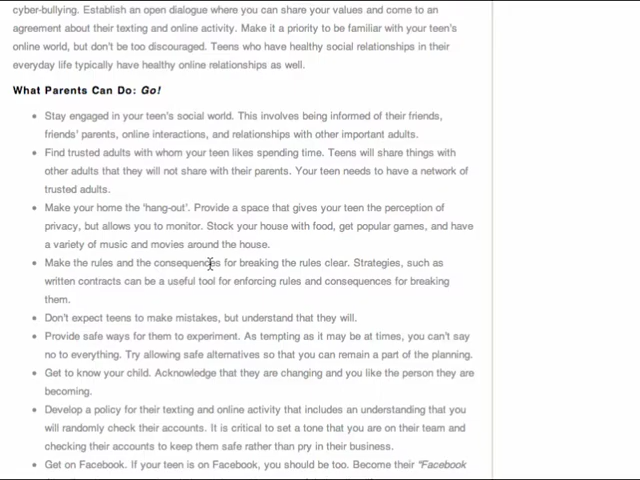 cyber-bullying. Establish an open dialogue where you can share your values and come to an
agreement about their texting and online activity. Make it a priority to be familiar with your teen's
online world, but don't be too discouraged. Teens who have healthy social relationships in their
everyday life typically have healthy online relationships as well.
What Parents Can Do: Go!
Stay engaged in your teen's social world. This involves being informed of their friends,
friends' parents, online interactions, and relationships with other important adults.
Find trusted adults with whom your teen likes spending time. Teens will share things with
other adults that they will not share with their parents. Your teen needs to have a network of
trusted adults.
Make your home the 'hang-out'. Provide a space that gives your teen the perception of
privacy, but allows you to monitor. Stock your house with food, get popular games, and have
a variety of music and movies around the house.
Make the rules and the consequences for breaking the rules clear. Strategies, such as
written contracts can be a useful tool for enforcing rules and consequences for breaking
them.
Don't expect teens to make mistakes, but understand that they will.
Provide safe ways for them to experiment. As tempting as it may be at times, you can't say
no to everything. Try allowing safe alternatives so that you can remain a part of the planning.
Get to know your child. Acknowledge that they are changing and you like the person they are
becoming.
Develop a policy for their texting and online activity that includes an understanding that you
will randomly check their accounts. It is critical to set a tone that you are on their team and
checking their accounts to keep them safe rather than pry in their business.
Get on Facebook. If your teen is on Facebook, you should be too. Become their "Facebook